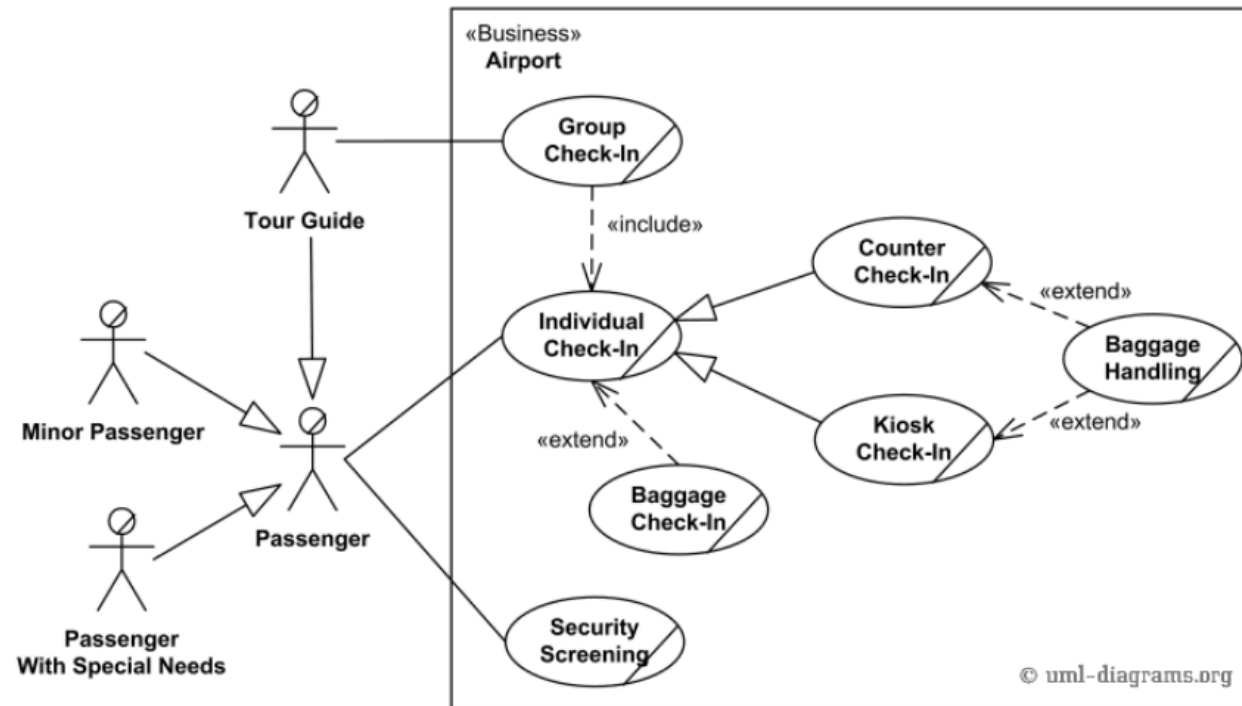 «Business»
Airport
Group
Check-In
Tour Guide
«include»
Counter
Check-In
«extend»
Individual
Check-In
Baggage
Handling
Minor Passenger
«extend»
Kiosk
Check-In
«extend»
Baggage
Check-In
Passenger
Passenger
With Special Needs
Security
Screening
© uml-diagrams.org